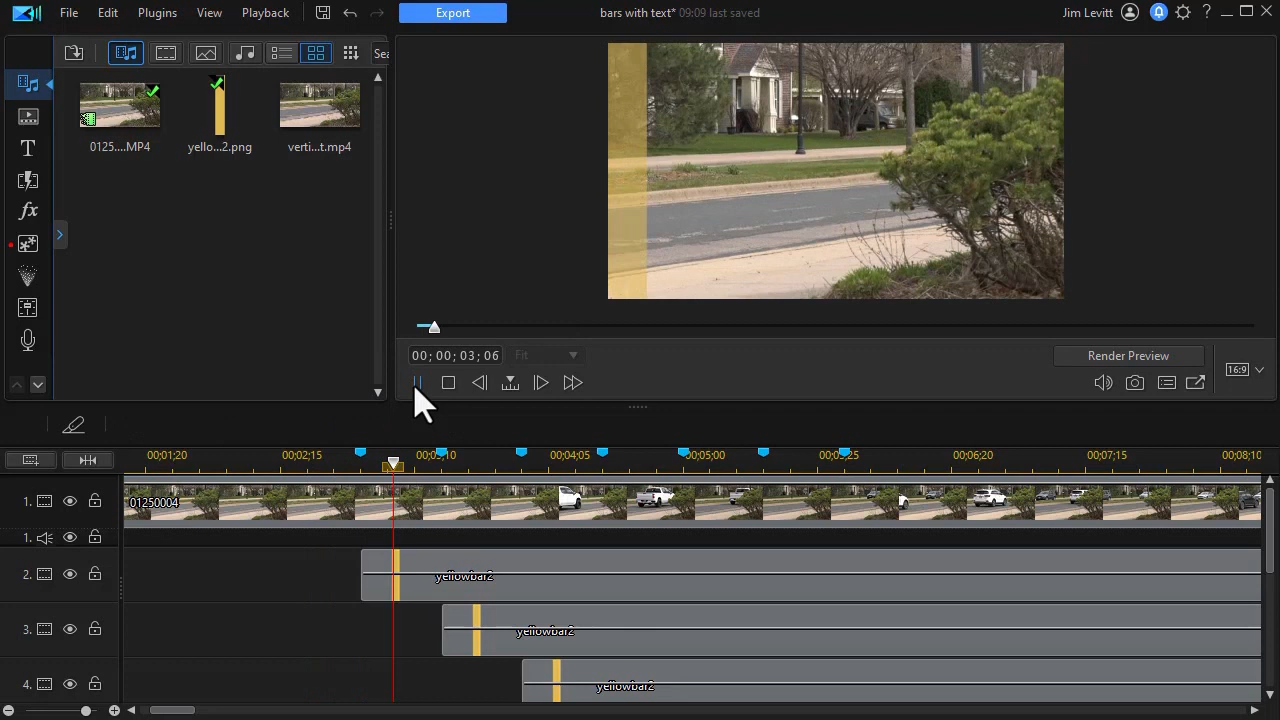 File Edit Plugins View Playback Export bars with text* 09:09 last saved Jim Levitt
Sea
0125....MP4 yello...2.png verti...t.mp4
T
fx
00; 00; 03; 06 Fit Render Preview
16:9
00;01;20 00;02;15 00;03;10 00;04;05 00;05;00 00;05;25 00;06;20 00;07;15 00;08;10
1. 01250004
1.
2. yellowbar2
3. yellowbar2
4. yellowbar2